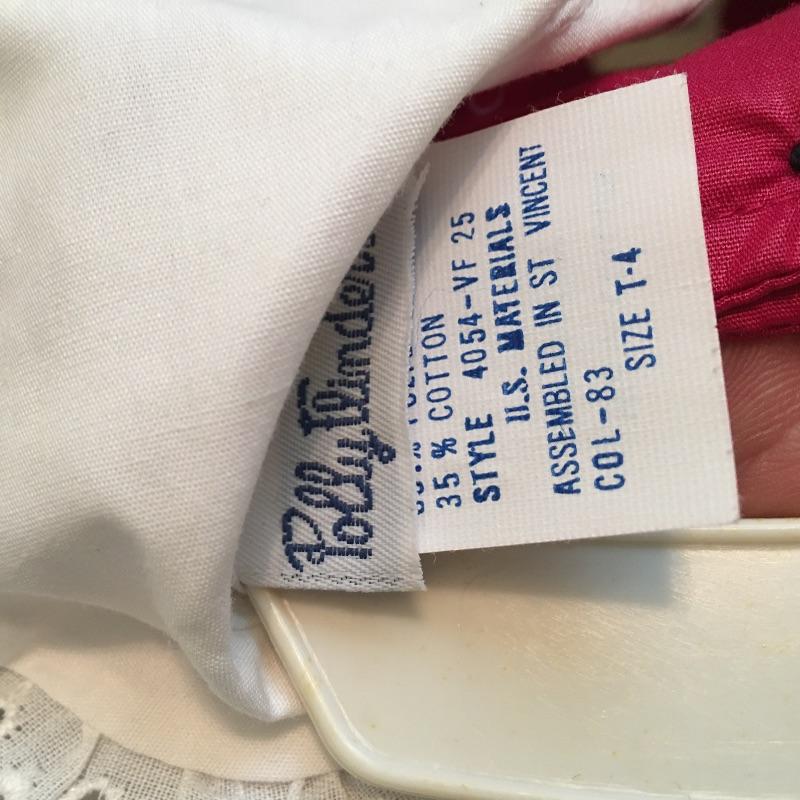 Polly Flinders
35% COTTON
STYLE 4054-VF 25
U.S. MATERIALS
ASSEMBLED IN ST VINCENT
COL-83
SIZE T-4